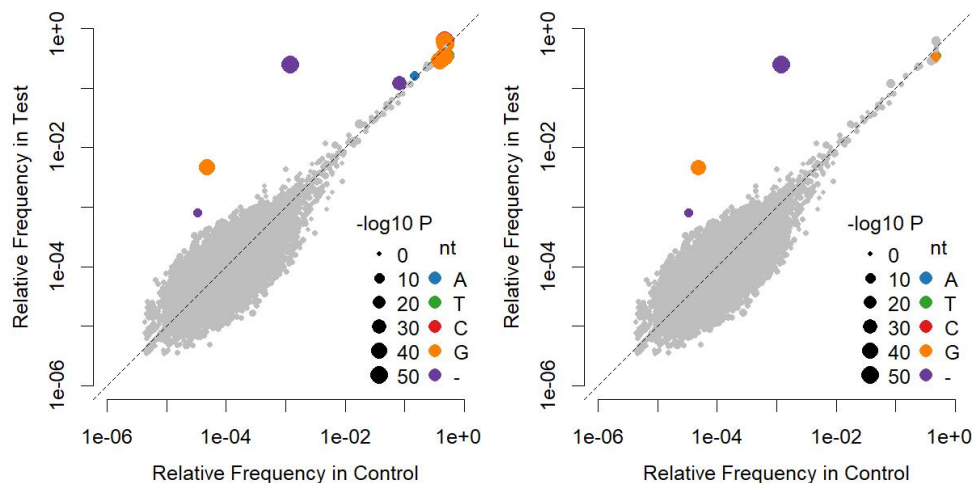 1e+0
1e-02
1e-04
1e-06
Relative Frequency in Test
-log10 P
nt
0
10 A
20 T
30 C
40 G
50 -
1e-06 1e-04 1e-02 1e+0
Relative Frequency in Control
1e+0
1e-02
1e-04
1e-06
Relative Frequency in Test
-log10 P
nt
0
10 A
20 T
30 C
40 G
50 -
1e-06 1e-04 1e-02 1e+0
Relative Frequency in Control